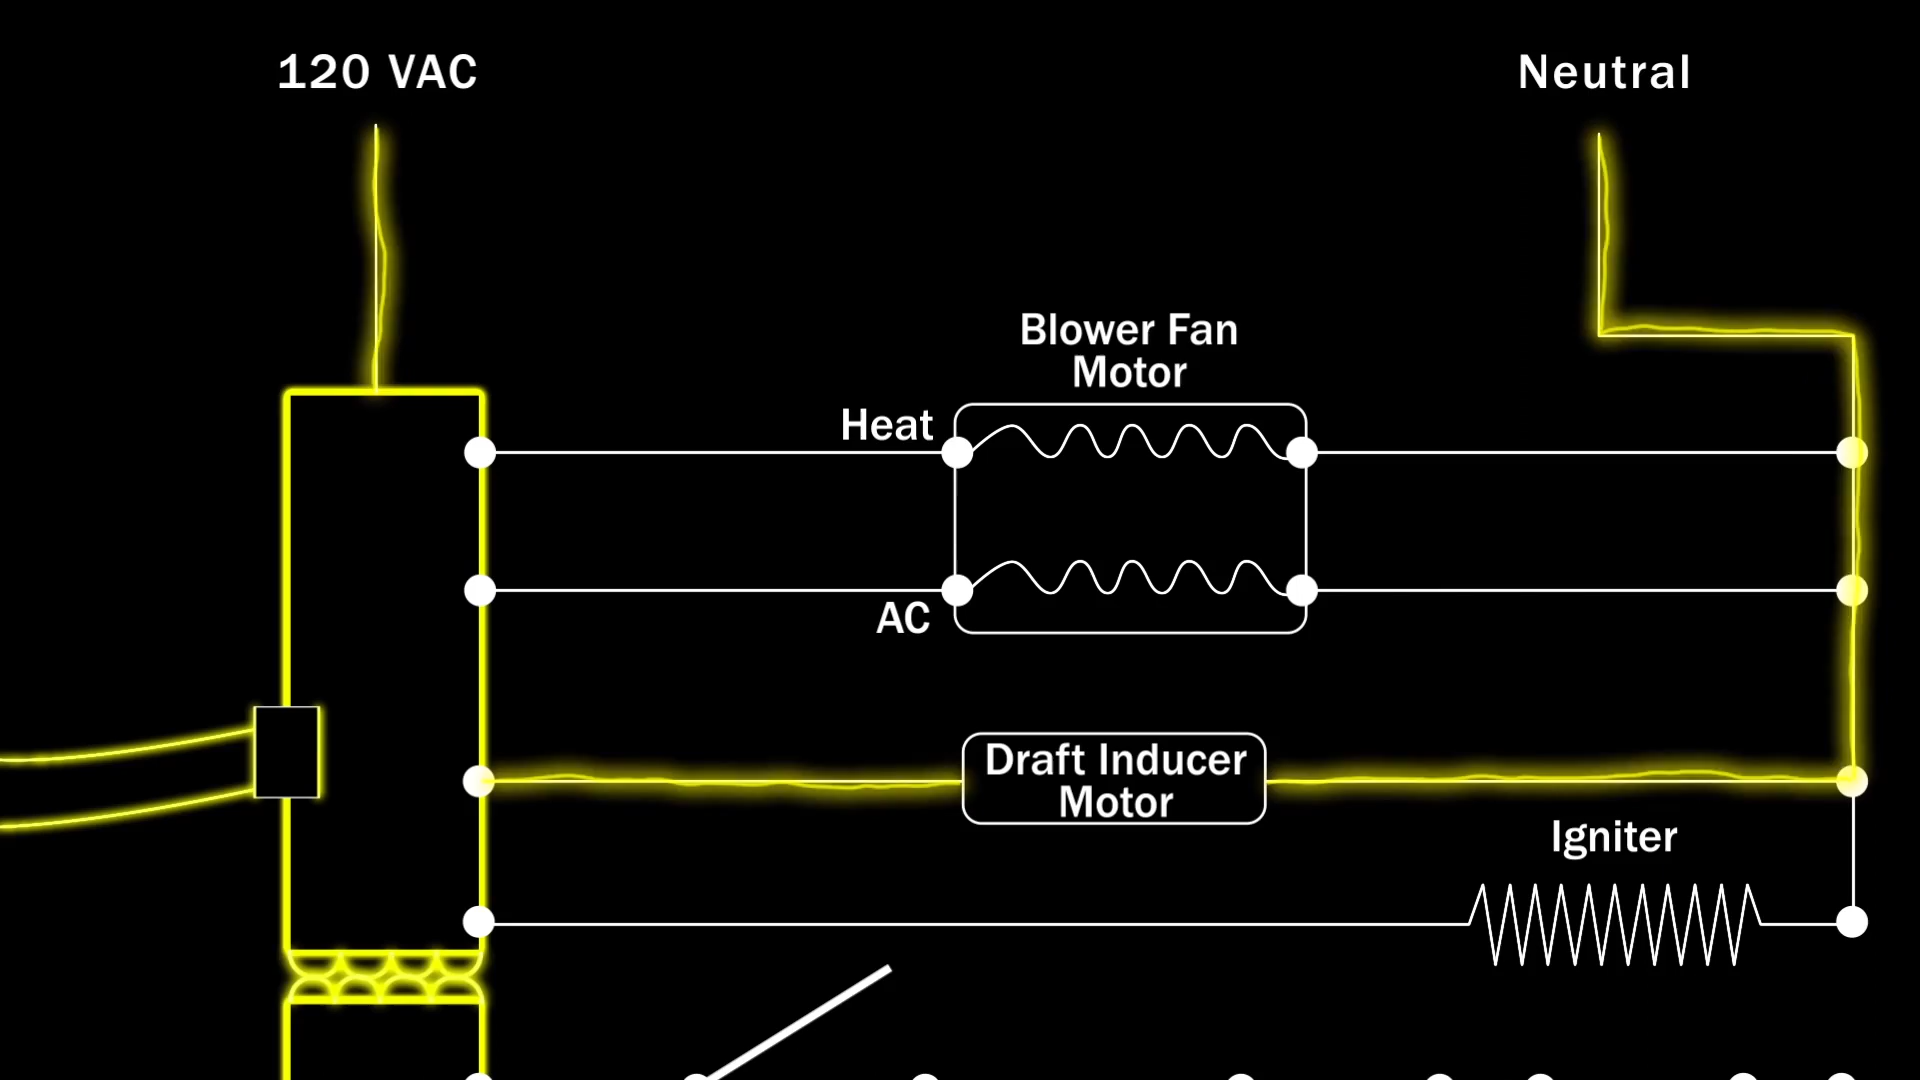 120 VAC
Neutral
Blower Fan
Motor
Heat
AC
Draft Inducer
Motor
Igniter